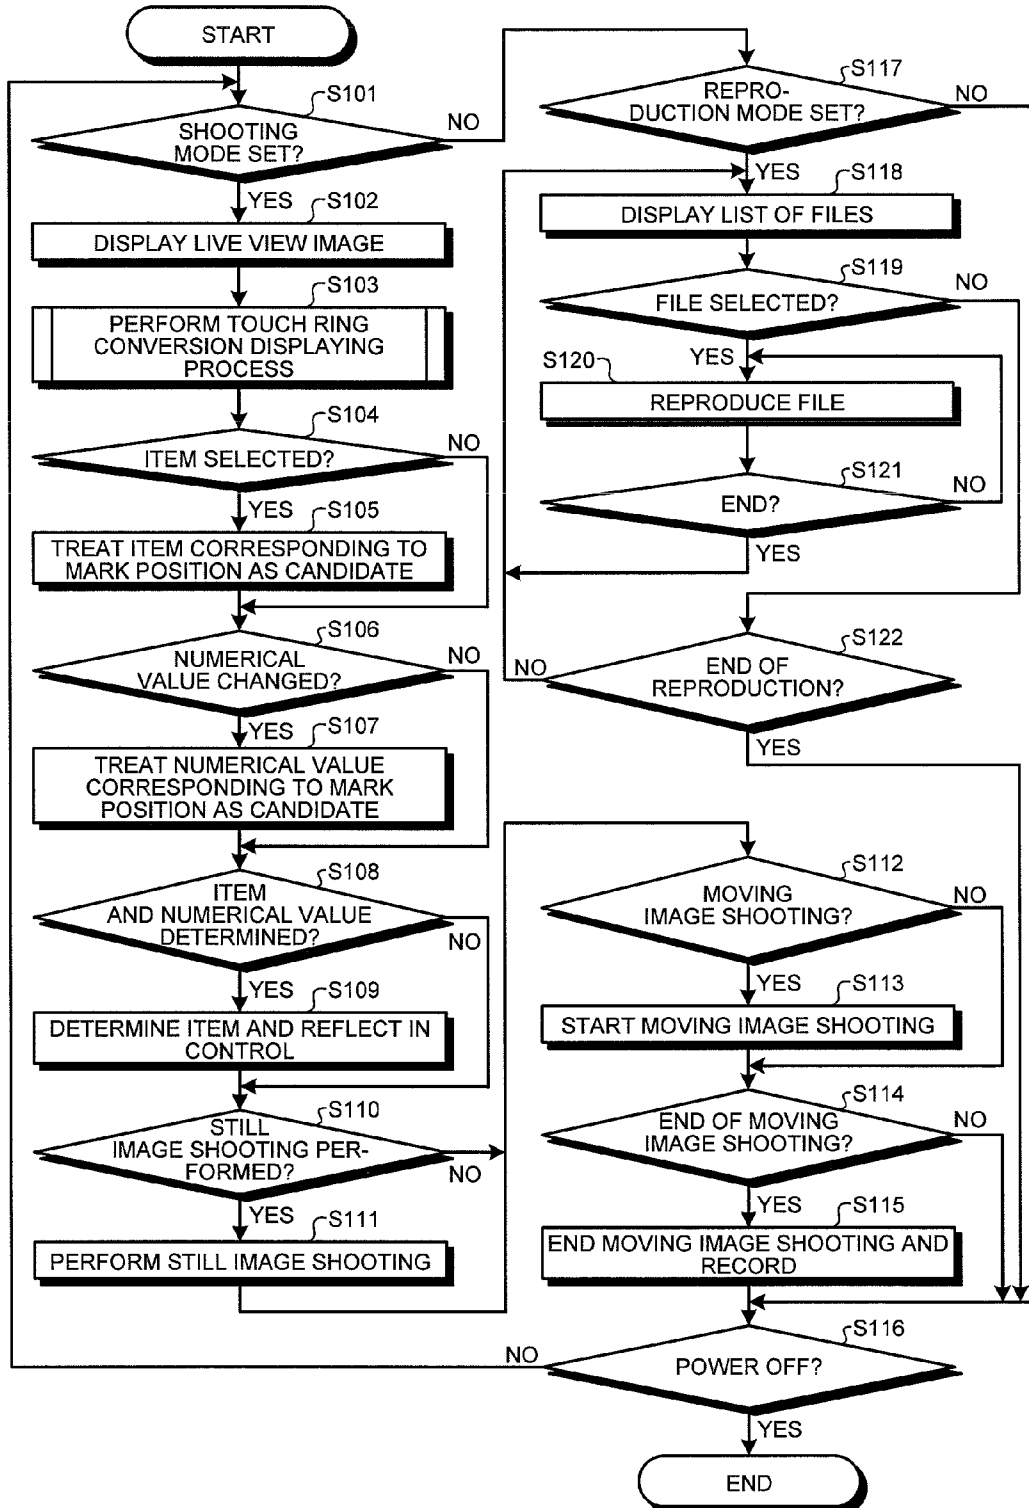 START
S101
SHOOTING
MODE SET?
NO
YES
S102
DISPLAY LIVE VIEW IMAGE
S103
PERFORM TOUCH RING
CONVERSION DISPLAYING
PROCESS
S104
ITEM SELECTED?
NO
YES
S105
TREAT ITEM CORRESPONDING TO
MARK POSITION AS CANDIDATE
S106
NUMERICAL
VALUE CHANGED?
NO
YES
S107
TREAT NUMERICAL VALUE
CORRESPONDING TO MARK
POSITION AS CANDIDATE
S108
ITEM
AND NUMERICAL VALUE
DETERMINED?
NO
YES
S109
DETERMINE ITEM AND REFLECT IN
CONTROL
S110
STILL
IMAGE SHOOTING PER-
FORMED?
NO
YES
S111
PERFORM STILL IMAGE SHOOTING
S117
REPRO-
DUCTION MODE SET?
NO
YES
S118
DISPLAY LIST OF FILES
S119
FILE SELECTED?
NO
YES
S120
REPRODUCE FILE
S121
END?
NO
YES
S122
END OF
REPRODUCTION?
NO
YES
S112
MOVING
IMAGE SHOOTING?
NO
YES
S113
START MOVING IMAGE SHOOTING
S114
END OF MOVING
IMAGE SHOOTING?
NO
YES
S115
END MOVING IMAGE SHOOTING AND
RECORD
S116
POWER OFF?
NO
YES
END